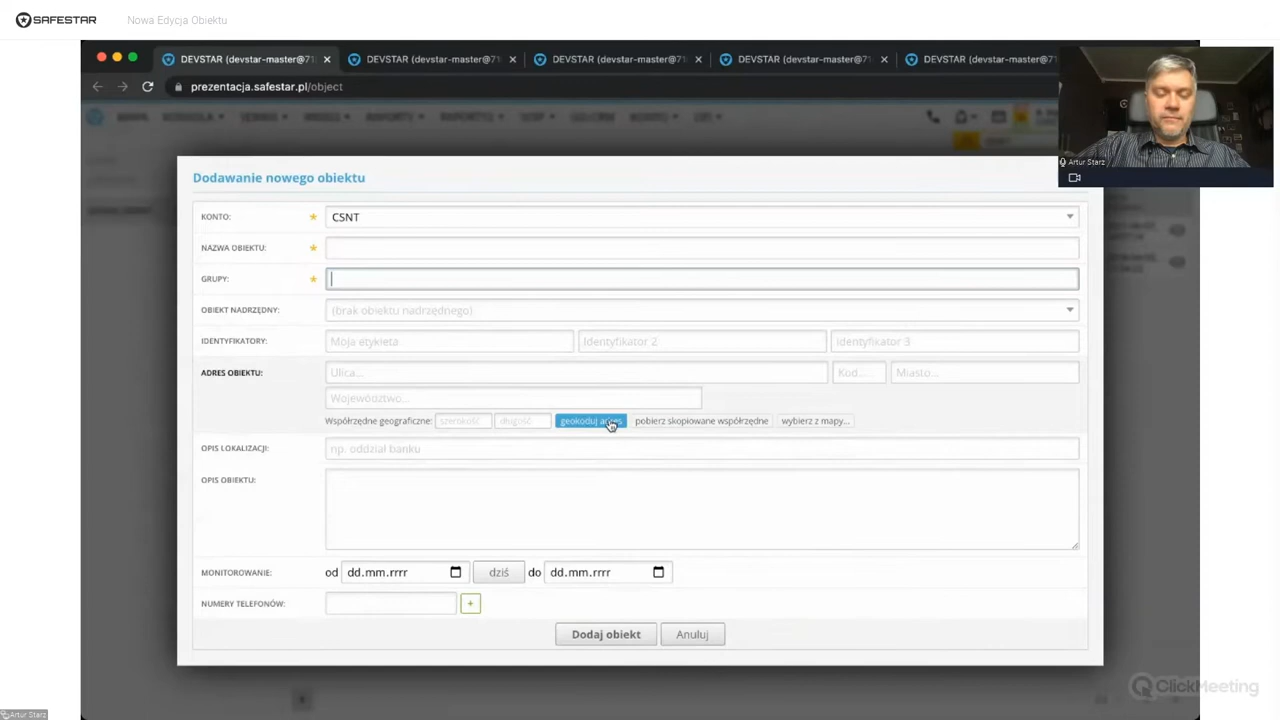 SAFESTAR
Nowa Edycja Obiektu
DEVSTAR (devstar-master@71
DEVSTAR (devstar-master@71
DEVSTAR (devstar-master@71
DEVSTAR (devstar-master@71
DEVSTAR (devstar-master@71
prezentacja.safestar.pl/object
Artur Starz
Dodawanie nowego obiektu
KONTO: CSNT
NAZWA OBIEKTU:
GRUPY:
OBIEKT NADRZĘDNY: (brak obiektu nadrzędnego)
IDENTYFIKATORY: Moja etykieta Identyfikator 2 Identyfikator 3
ADRES OBIEKTU: Ulica... Kod... Miasto...
Województwo...
Współrzędne geograficzne: szerokość długość geokoduj adres pobierz skopiowane współrzędne wybierz z mapy...
OPIS LOKALIZACJI: np. oddział banku
OPIS OBIEKTU:
MONITOROWANIE: od dd.mm.rrrr dziś do dd.mm.rrrr
NUMERY TELEFONÓW: +
Dodaj obiekt Anuluj
ClickMeeting
Artur Starz